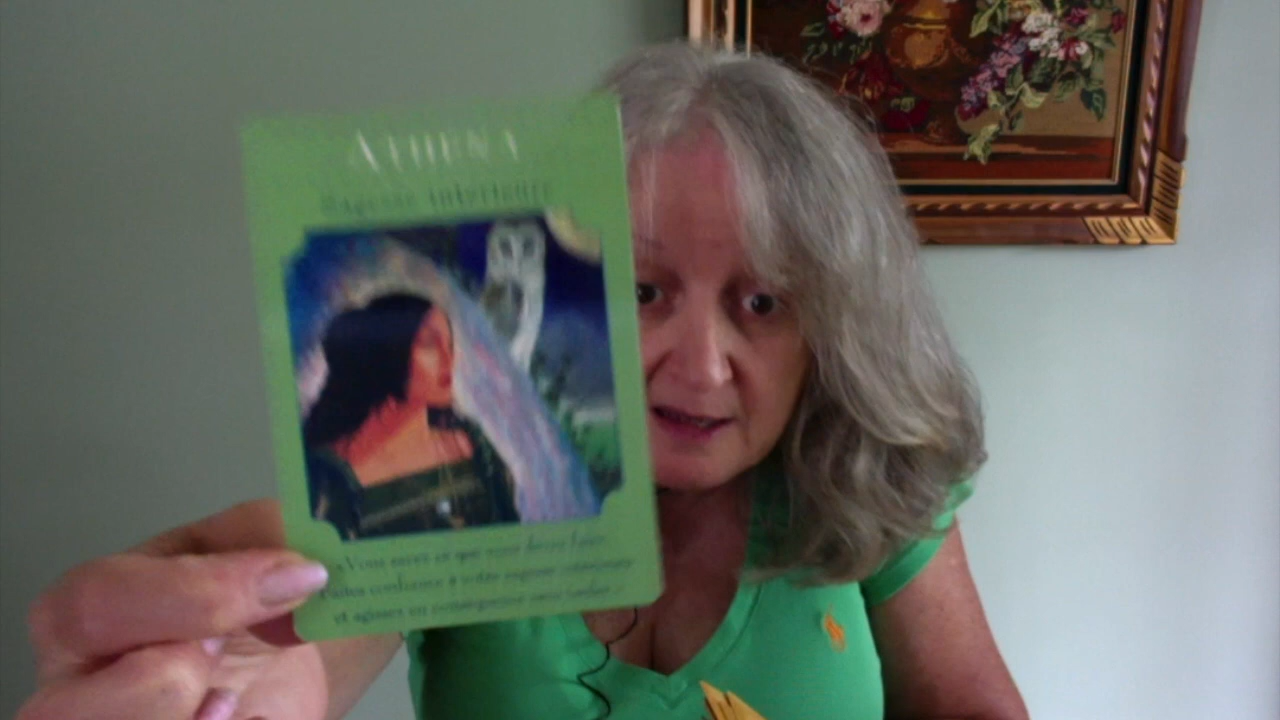 ATHENA
Sagesse intérieure
«Vous savez ce que vous devez faire.
Faites confiance à votre sagesse intérieure
et agissez en conséquence sans tarder.»